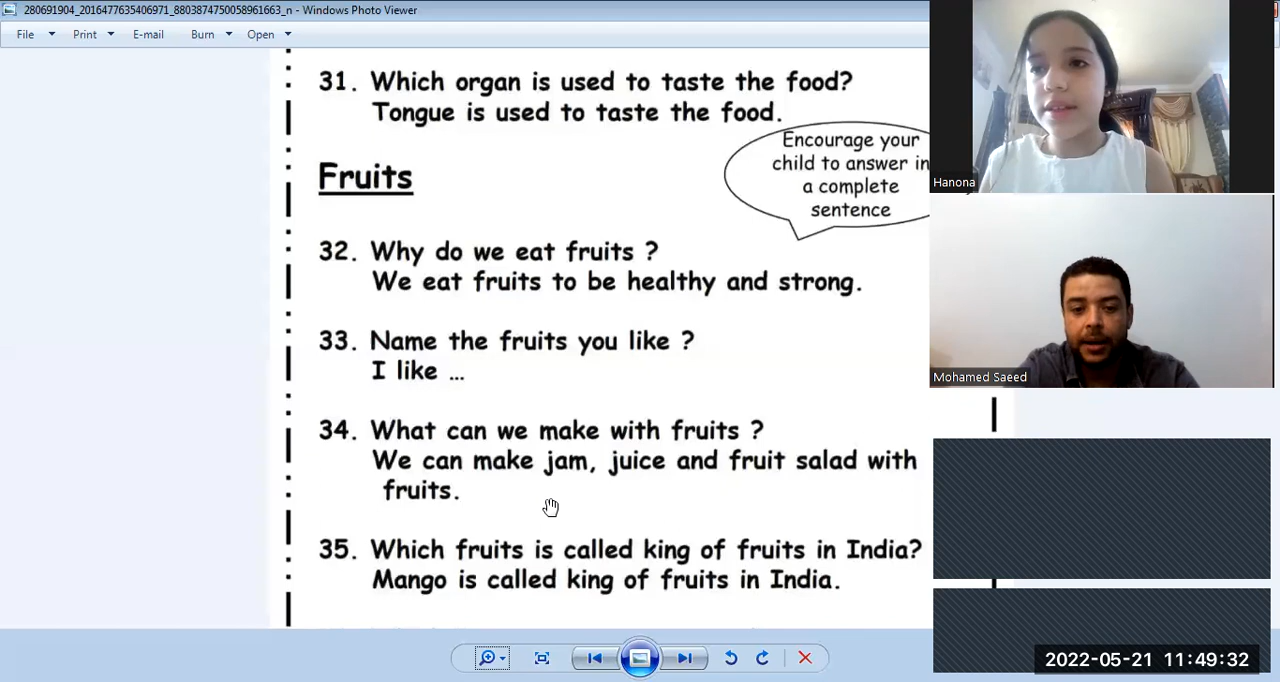 280691904_2016477635406971_8803874750058961663_n - Windows Photo Viewer
File Print E-mail Burn Open
31. Which organ is used to taste the food?
Tongue is used to taste the food.
Encourage your
child to answer in
a complete
sentence
Fruits
32. Why do we eat fruits ?
We eat fruits to be healthy and strong.
33. Name the fruits you like ?
I like ...
34. What can we make with fruits ?
We can make jam, juice and fruit salad with
fruits.
35. Which fruits is called king of fruits in India?
Mango is called king of fruits in India.
Hanona
Mohamed Saeed
2022-05-21 11:49:32